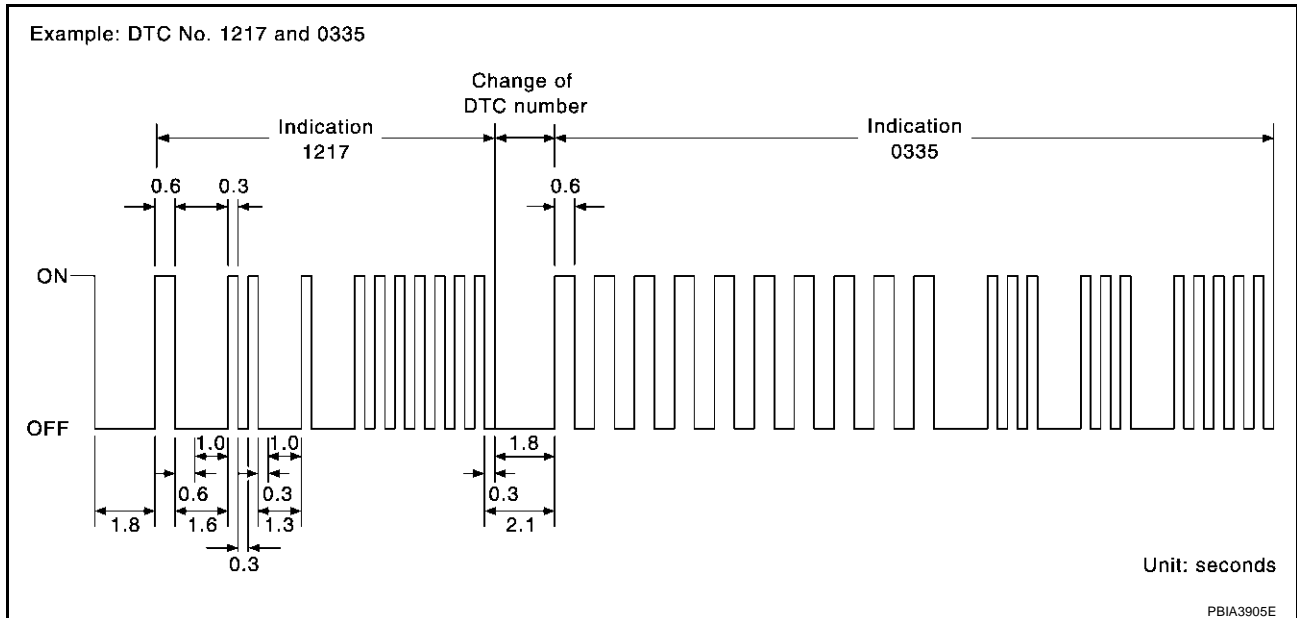 Example: DTC No. 1217 and 0335
Change of
DTC number
Indication
1217
Indication
0335
0.6
0.3
0.6
ON
OFF
1.0
1.0
1.8
0.6
0.3
0.3
1.8
1.6
1.3
2.1
0.3
Unit: seconds
PBIA3905E